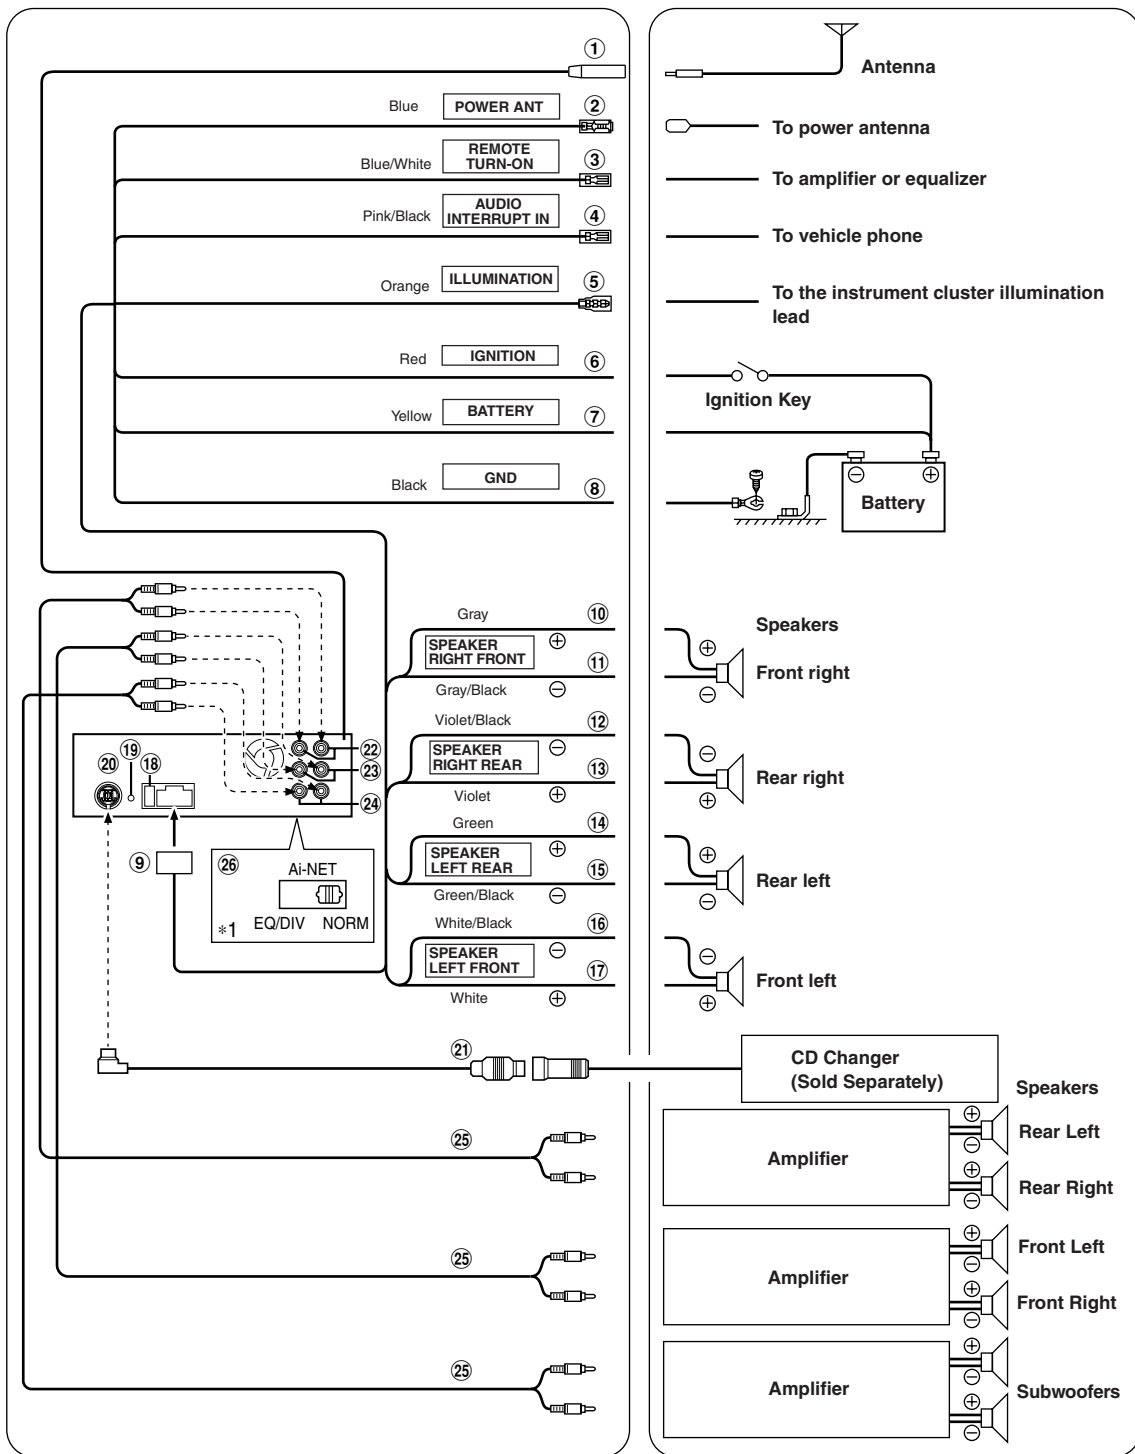 ①
Antenna
Blue POWER ANT ②
To power antenna
Blue/White REMOTE
TURN-ON ③
To amplifier or equalizer
Pink/Black AUDIO
INTERRUPT IN ④
To vehicle phone
Orange ILLUMINATION ⑤
To the instrument cluster illumination
lead
Red IGNITION ⑥
Ignition Key
Yellow BATTERY ⑦
Black GND ⑧
⊖ ⊕
Battery
Gray ⑩
SPEAKER
RIGHT FRONT ⊕
⑪
Gray/Black ⊖
Speakers
⊕
Front right
⊖
Violet/Black ⑫
SPEAKER
RIGHT REAR ⊖
⑬
Violet ⊕
⊖
Rear right
⊕
Green ⑭
SPEAKER
LEFT REAR ⊕
⑮
Green/Black ⊖
⊕
Rear left
⊖
White/Black ⑯
SPEAKER
LEFT FRONT ⊖
⑰
White ⊕
⊖
Front left
⊕
⑳ ⑲ ⑱
㉒
㉓
㉔
⑨
㉖
Ai-NET
*1 EQ/DIV NORM
㉑
CD Changer
(Sold Separately)
Speakers
㉕
Amplifier
⊕
⊖
Rear Left
⊕
⊖
Rear Right
㉕
Amplifier
⊕
⊖
Front Left
⊕
⊖
Front Right
㉕
Amplifier
⊕
⊖
Subwoofers
⊕
⊖